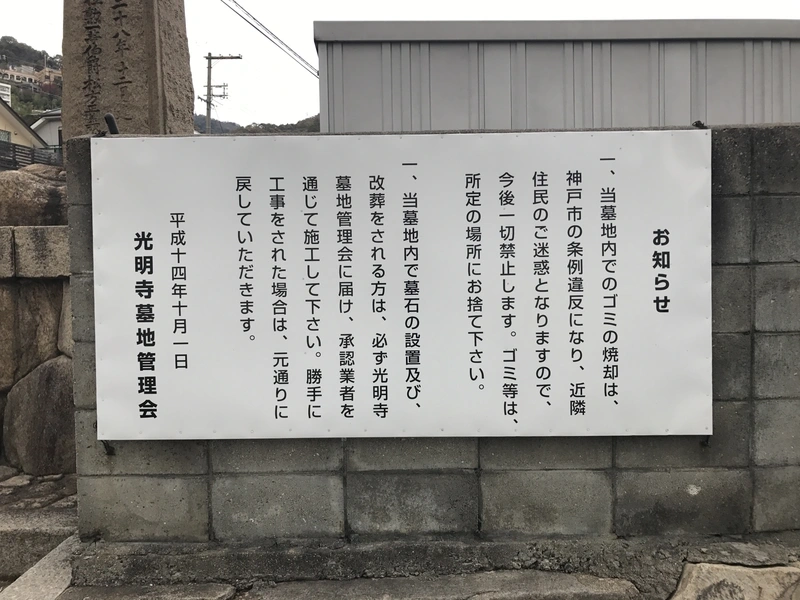 お知らせ
一、当墓地内でのゴミの焼却は、
神戸市の条例違反になり、近隣
住民のご迷惑となりますので、
今後一切禁止します。ゴミ等は、
所定の場所にお捨て下さい。
一、当墓地内で墓石の設置及び、
改葬をされる方は、必ず光明寺
墓地管理会に届け、承認業者を
通じて施工して下さい。勝手に
工事をされた場合は、元通りに
戻していただきます。
平成十四年十月一日
光明寺墓地管理会